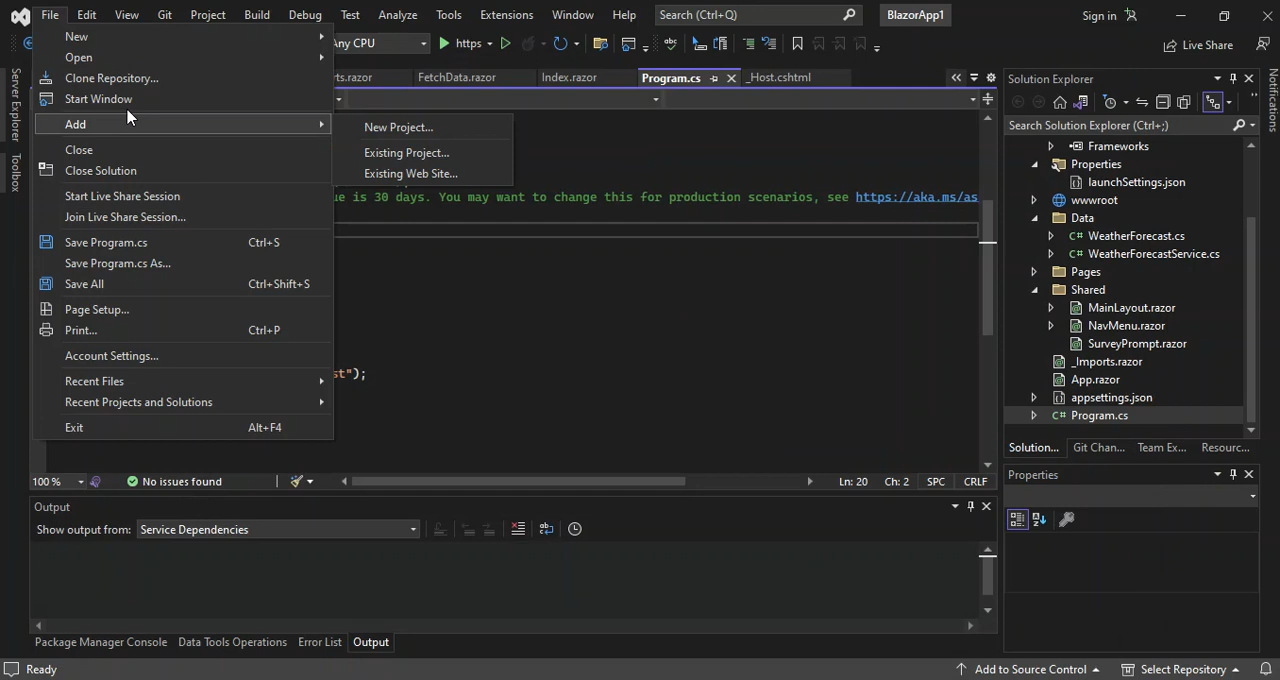 File Edit View Git Project Build Debug Test Analyze Tools Extensions Window Help Search (Ctrl+Q) BlazorApp1 Sign in
Any CPU https Live Share
New
Open
Clone Repository...
Start Window
Add
Close
Close Solution
Start Live Share Session
Join Live Share Session...
Save Program.cs Ctrl+S
Save Program.cs As...
Save All Ctrl+Shift+S
Page Setup...
Print... Ctrl+P
Account Settings...
Recent Files
Recent Projects and Solutions
Exit Alt+F4
New Project...
Existing Project...
Existing Web Site...
Server Explorer
Toolbox
rts.razor FetchData.razor Index.razor Program.cs _Host.cshtml
ue is 30 days. You may want to change this for production scenarios, see https://aka.ms/as
st");
100 % No issues found Ln: 20 Ch: 2 SPC CRLF
Output
Show output from: Service Dependencies
Package Manager Console Data Tools Operations Error List Output
Solution Explorer
Search Solution Explorer (Ctrl+;)
Frameworks
Properties
launchSettings.json
wwwroot
Data
C# WeatherForecast.cs
C# WeatherForecastService.cs
Pages
Shared
MainLayout.razor
NavMenu.razor
SurveyPrompt.razor
_Imports.razor
App.razor
appsettings.json
C# Program.cs
Solution... Git Chan... Team Ex... Resourc...
Properties
Notifications
Ready Add to Source Control Select Repository